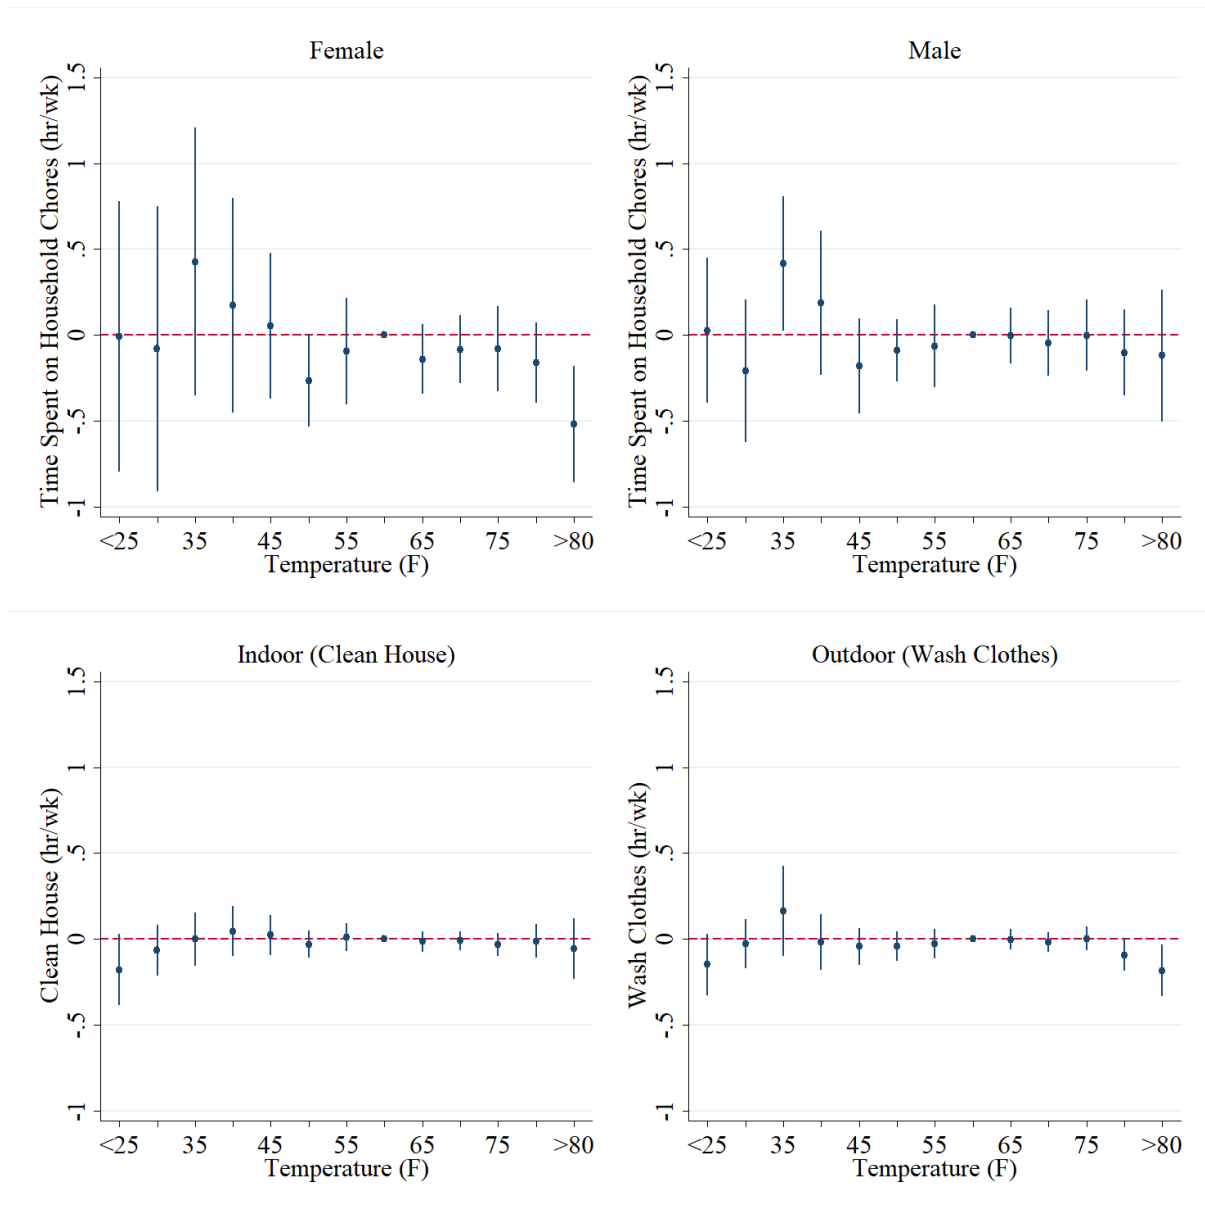 Female
Time Spent on Household Chores (hr/wk)
1.5
1
.5
0
-.5
-1
<25 35 45 55 65 75 >80
Temperature (F)
Male
Time Spent on Household Chores (hr/wk)
1.5
1
.5
0
-.5
-1
<25 35 45 55 65 75 >80
Temperature (F)
Indoor (Clean House)
Clean House (hr/wk)
1.5
1
.5
0
-.5
-1
<25 35 45 55 65 75 >80
Temperature (F)
Outdoor (Wash Clothes)
Wash Clothes (hr/wk)
1.5
1
.5
0
-.5
-1
<25 35 45 55 65 75 >80
Temperature (F)